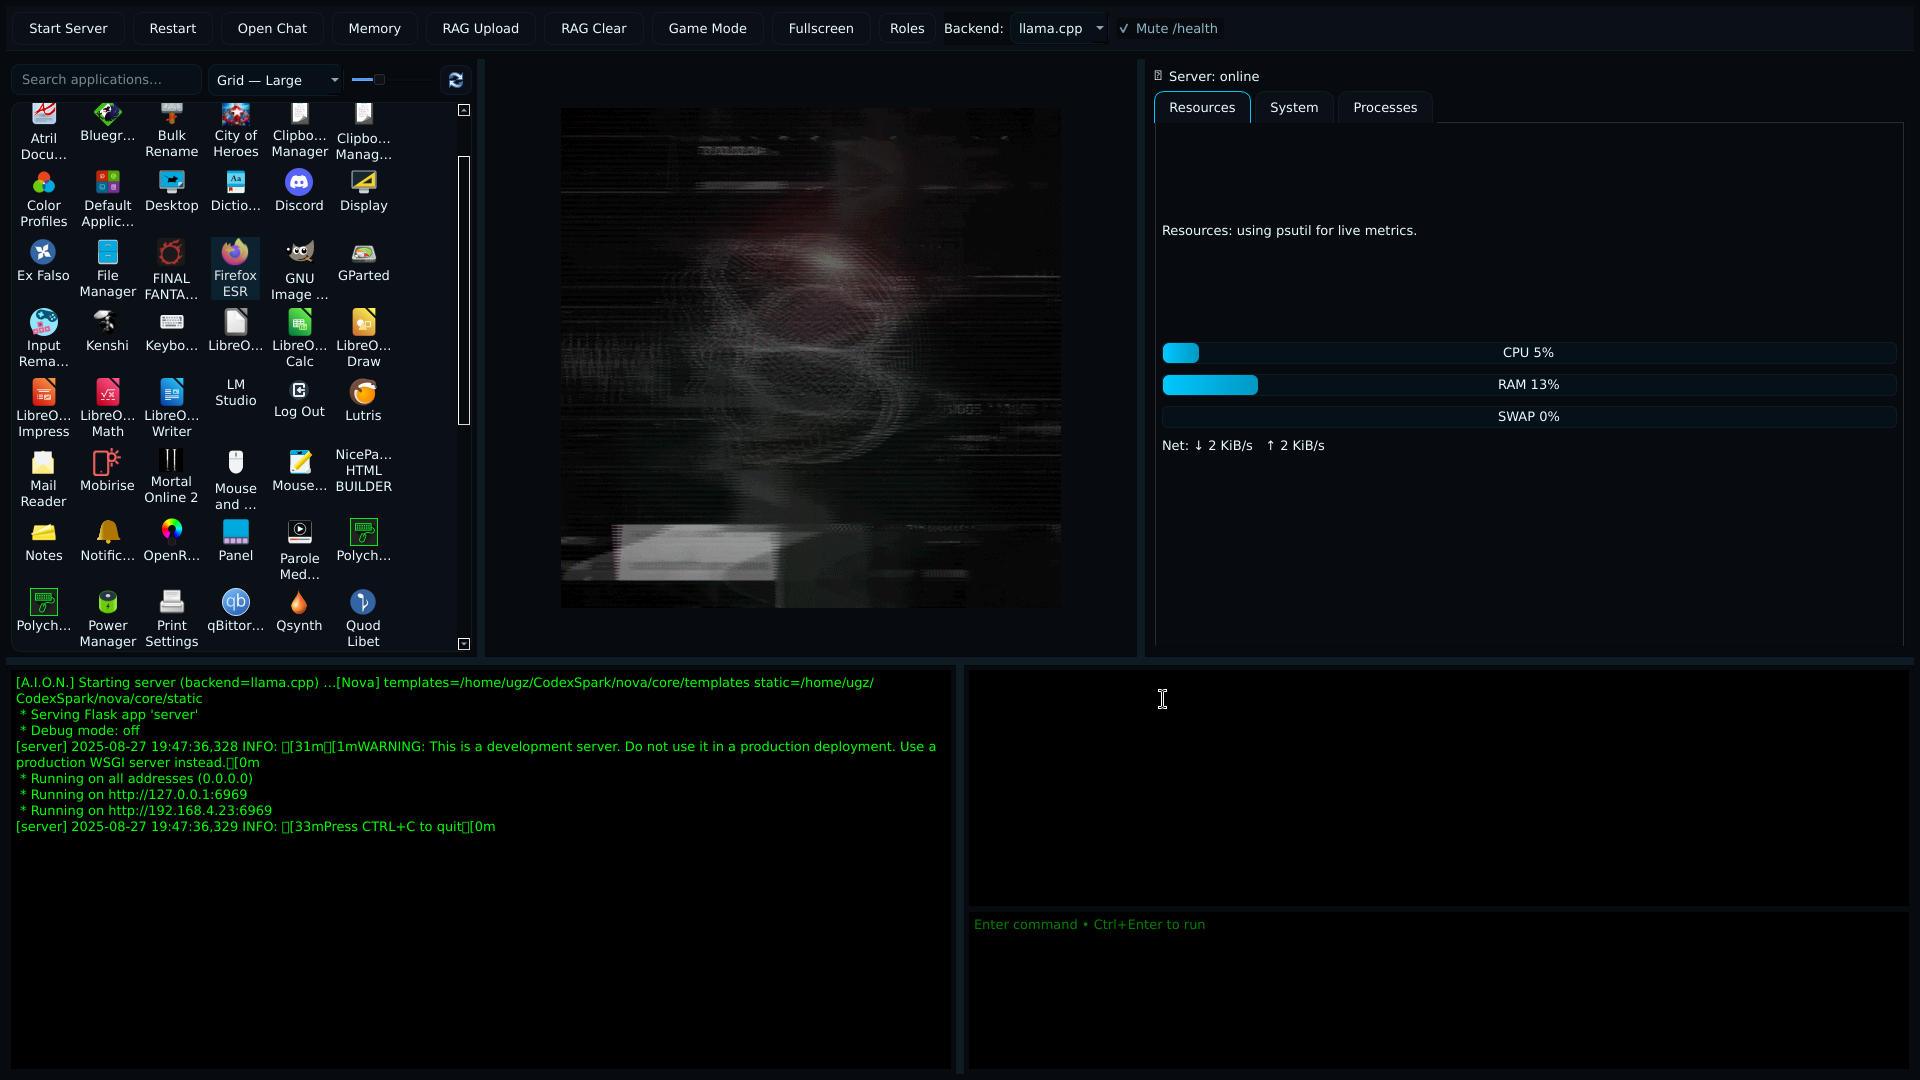 Start Server
Restart
Open Chat
Memory
RAG Upload
RAG Clear
Game Mode
Fullscreen
Roles
Backend:
llama.cpp
✓ Mute /health
Search applications...
Grid — Large
Atril Docu...
Bluegr...
Bulk Rename
City of Heroes
Clipbo... Manager
Clipbo... Manag...
Color Profiles
Default Applic...
Desktop
Dictio...
Discord
Display
Ex Falso
File Manager
FINAL FANTA...
Firefox ESR
GNU Image ...
GParted
Input Rema...
Kenshi
Keybo...
LibreO...
LibreO... Calc
LibreO... Draw
LibreO... Impress
LibreO... Math
LibreO... Writer
LM Studio
Log Out
Lutris
Mail Reader
Mobirise
Mortal Online 2
Mouse and ...
Mouse...
NicePa... HTML BUILDER
Notes
Notific...
OpenR...
Panel
Parole Med...
Polych...
Polych...
Power Manager
Print Settings
qBittor...
Qsynth
Quod Libet
Server: online
Resources
System
Processes
Resources: using psutil for live metrics.
CPU 5%
RAM 13%
SWAP 0%
Net: ↓ 2 KiB/s ↑ 2 KiB/s
[A.I.O.N.] Starting server (backend=llama.cpp) ...[Nova] templates=/home/ugz/CodexSpark/nova/core/templates static=/home/ugz/
CodexSpark/nova/core/static
* Serving Flask app 'server'
* Debug mode: off
[server] 2025-08-27 19:47:36,328 INFO: [31m[1mWARNING: This is a development server. Do not use it in a production deployment. Use a
production WSGI server instead.[0m
* Running on all addresses (0.0.0.0)
* Running on http://127.0.0.1:6969
* Running on http://192.168.4.23:6969
[server] 2025-08-27 19:47:36,329 INFO: [33mPress CTRL+C to quit[0m
Enter command • Ctrl+Enter to run